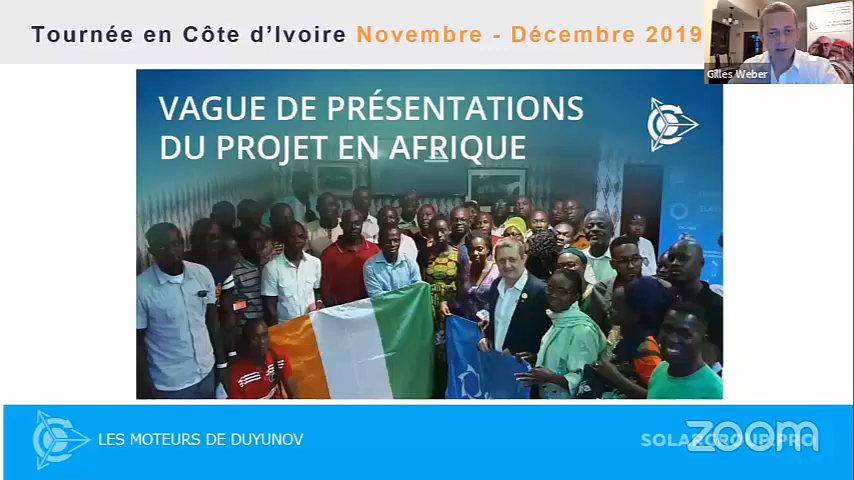 Tournée en Côte d’Ivoire Novembre - Décembre 2019
Gilles Weber
VAGUE DE PRÉSENTATIONS
DU PROJET EN AFRIQUE
LES MOTEURS DE DUYUNOV
SOLARGROUP.PRO
zoom